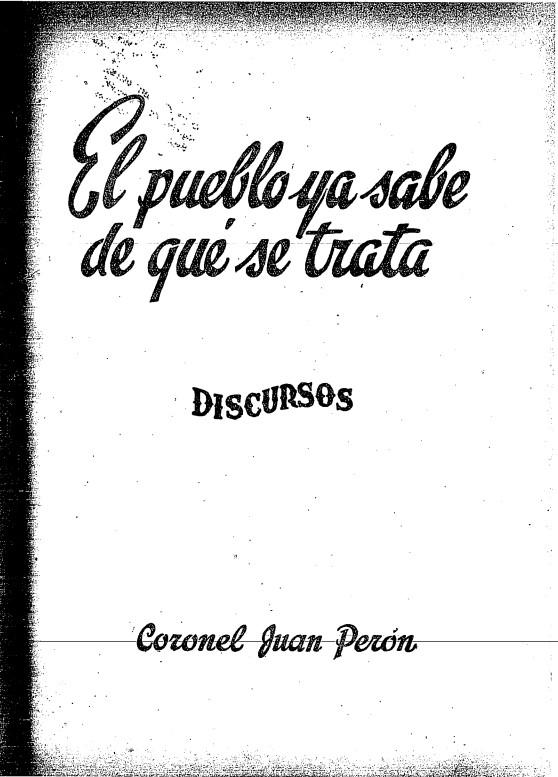 El pueblo ya sabe
de qué se trata
DISCURSOS
Coronel Juan Perón